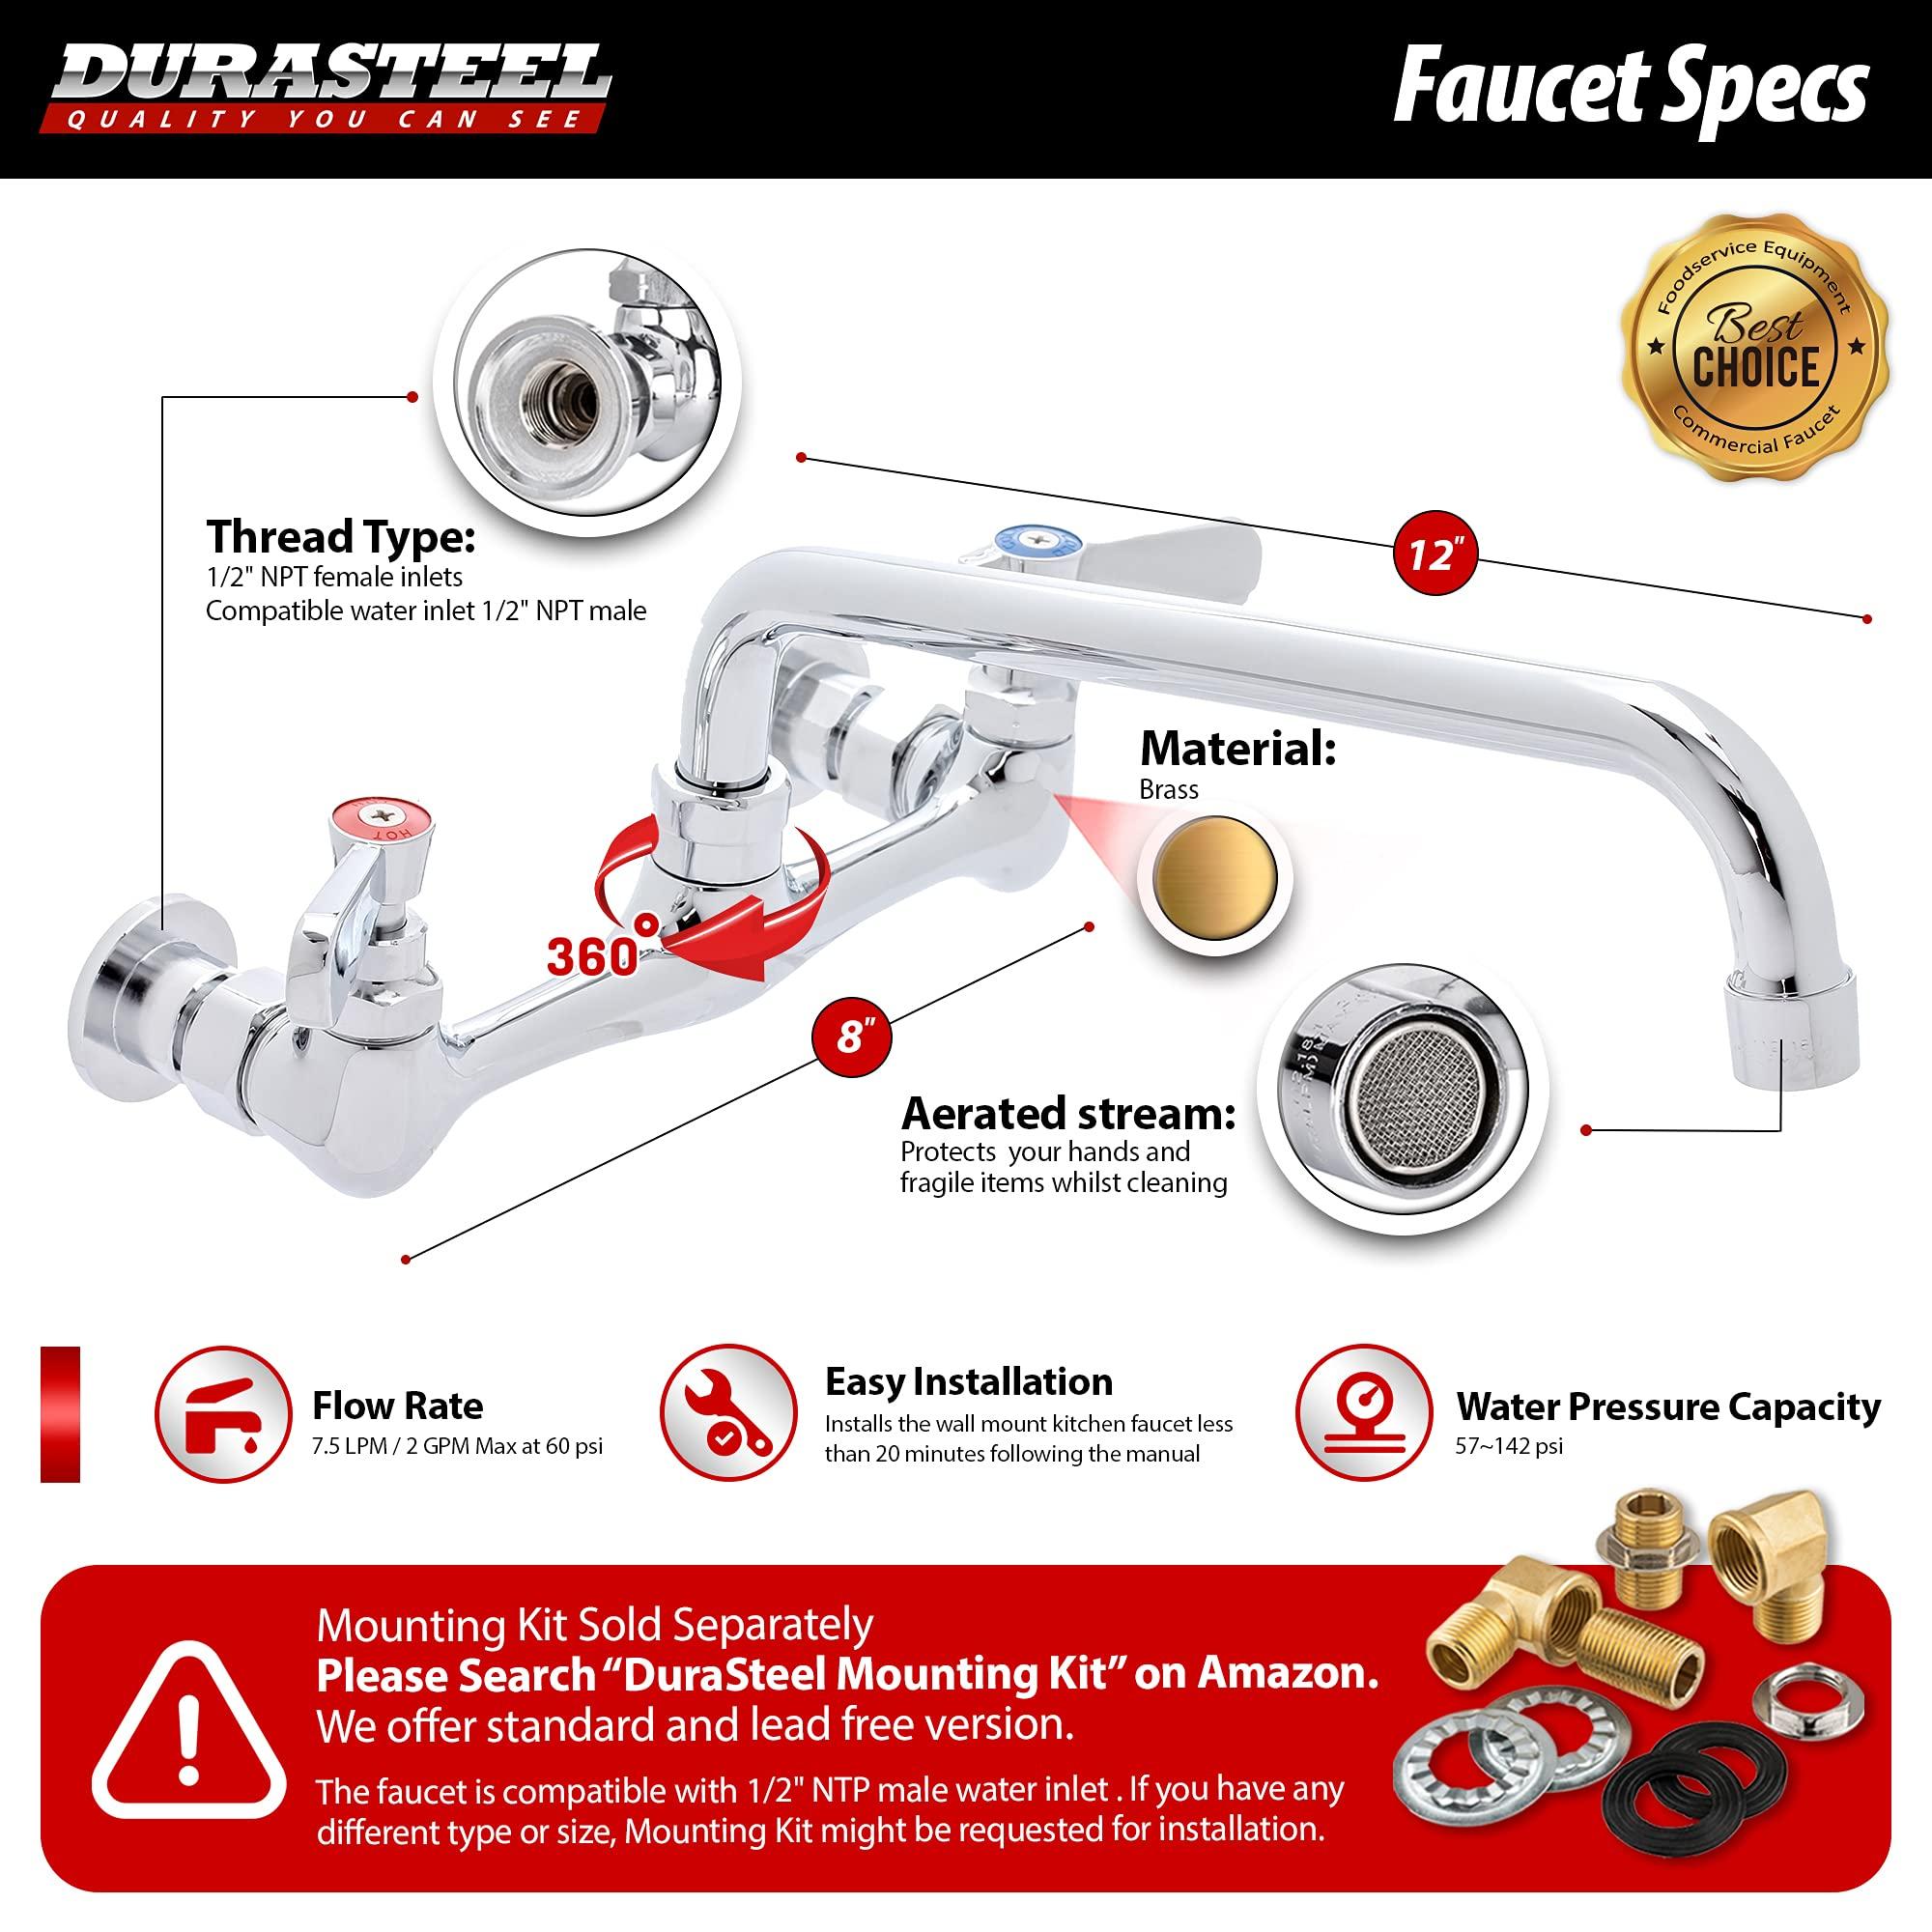 DURASTEEL
QUALITY YOU CAN SEE
Faucet Specs
Foodservice Equipment
Best
CHOICE
Commercial Faucet
Thread Type:
1/2" NPT female inlets
Compatible water inlet 1/2" NPT male
12"
Material:
Brass
HOT
360°
8"
Aerated stream:
Protects your hands and
fragile items whilst cleaning
Flow Rate
7.5 LPM / 2 GPM Max at 60 psi
Easy Installation
Installs the wall mount kitchen faucet less
than 20 minutes following the manual
Water Pressure Capacity
57~142 psi
Mounting Kit Sold Separately
Please Search “DuraSteel Mounting Kit” on Amazon.
We offer standard and lead free version.
The faucet is compatible with 1/2" NTP male water inlet . If you have any
different type or size, Mounting Kit might be requested for installation.